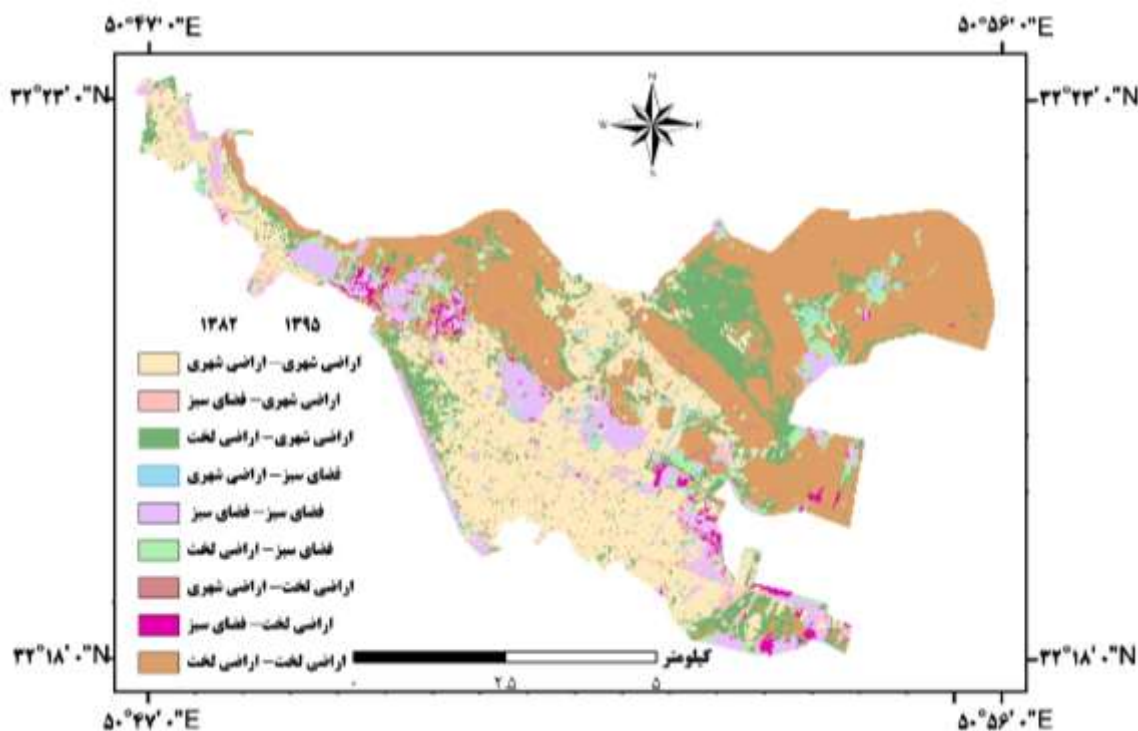 ۵۰°۴۷'۰"E ۵۰°۵۶'۰"E
۳۲°۲۳'۰"N ۳۲°۲۳'۰"N
N
W E
S
۱۳۸۲ ۱۳۹۵
اراضی شهری– اراضی شهری
اراضی شهری– فضای سبز
اراضی شهری– اراضی لخت
فضای سبز– اراضی شهری
فضای سبز– فضای سبز
فضای سبز– اراضی لخت
اراضی لخت– اراضی شهری
اراضی لخت– فضای سبز
اراضی لخت– اراضی لخت
کیلومتر
۰ ۲.۵ ۵
۳۲°۱۸'۰"N ۳۲°۱۸'۰"N
۵۰°۴۷'۰"E ۵۰°۵۶'۰"E